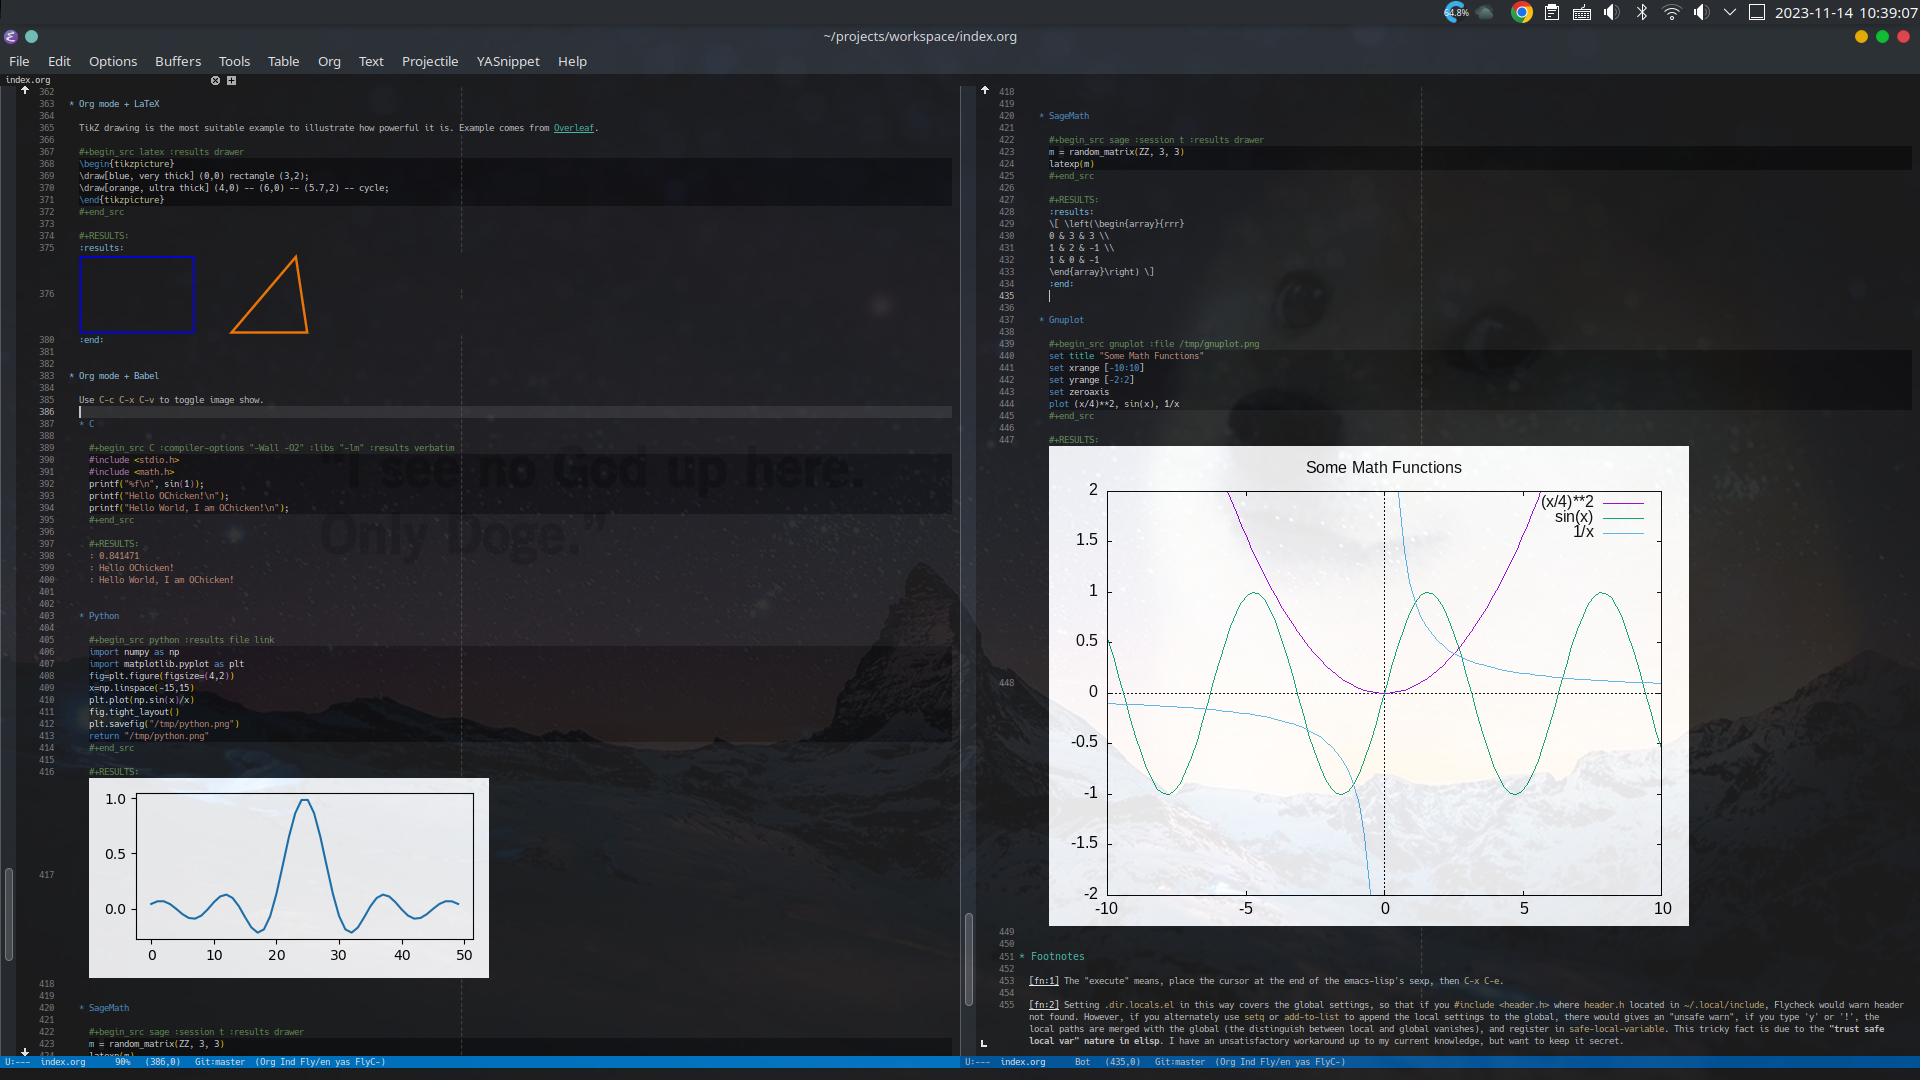 64.8%
2023-11-14 10:39:07
~/projects/workspace/index.org
File Edit Options Buffers Tools Table Org Text Projectile YASnippet Help
index.org
362
363 * Org mode + LaTeX
364
365 TikZ drawing is the most suitable example to illustrate how powerful it is. Example comes from Overleaf.
366
367 #+begin_src latex :results drawer
368 \begin{tikzpicture}
369 \draw[blue, very thick] (0,0) rectangle (3,2);
370 \draw[orange, ultra thick] (4,0) -- (6,0) -- (5.7,2) -- cycle;
371 \end{tikzpicture}
372 #+end_src
373
374 #+RESULTS:
375 :results:
376
380 :end:
381
382
383 * Org mode + Babel
384
385 Use C-c C-x C-v to toggle image show.
386
387 * C
388
389 #+begin_src C :compiler-options "-Wall -O2" :libs "-lm" :results verbatim
390 #include <stdio.h>
391 #include <math.h>
392 printf("%f\n", sin(1));
393 printf("Hello OChicken!\n");
394 printf("Hello World, I am OChicken!\n");
395 #+end_src
396
397 #+RESULTS:
398 : 0.841471
399 : Hello OChicken!
400 : Hello World, I am OChicken!
401
402
403 * Python
404
405 #+begin_src python :results file link
406 import numpy as np
407 import matplotlib.pyplot as plt
408 fig=plt.figure(figsize=(4,2))
409 x=np.linspace(-15,15)
410 plt.plot(np.sin(x)/x)
411 fig.tight_layout()
412 plt.savefig("/tmp/python.png")
413 return "/tmp/python.png"
414 #+end_src
415
416 #+RESULTS:
1.0
0.5
0.0
0 10 20 30 40 50
417
418
419
420 * SageMath
421
422 #+begin_src sage :session t :results drawer
423 m = random_matrix(ZZ, 3, 3)
424 latexp(m)
U:--- index.org 90% (386,0) Git:master (Org Ind Fly/en yas FlyC-)
"I see no God up here.
Only Doge."
418
419
420 * SageMath
421
422 #+begin_src sage :session t :results drawer
423 m = random_matrix(ZZ, 3, 3)
424 latexp(m)
425 #+end_src
426
427 #+RESULTS:
428 :results:
429 \[ \left(\begin{array}{rrr}
430 0 & 3 & 3 \\
431 1 & 2 & -1 \\
432 1 & 0 & -1
433 \end{array}\right) \]
434 :end:
435
436
437 * Gnuplot
438
439 #+begin_src gnuplot :file /tmp/gnuplot.png
440 set title "Some Math Functions"
441 set xrange [-10:10]
442 set yrange [-2:2]
443 set zeroaxis
444 plot (x/4)**2, sin(x), 1/x
445 #+end_src
446
447 #+RESULTS:
Some Math Functions
(x/4)**2
sin(x)
1/x
2
1.5
1
0.5
0
-0.5
-1
-1.5
-2
-10 -5 0 5 10
448
449
450
451 * Footnotes
452
453 [fn:1] The "execute" means, place the cursor at the end of the emacs-lisp's sexp, then C-x C-e.
454
455 [fn:2] Setting .dir.locals.el in this way covers the global settings, so that if you #include <header.h> where header.h located in ~/.local/include, Flycheck would warn header
not found. However, if you alternately use setq or add-to-list to append the local settings to the global, there would gives an "unsafe warn", if you type 'y' or '!', the
local paths are merged with the global (the distinguish between local and global vanishes), and register in safe-local-variable. This tricky fact is due to the "trust safe
local var" nature in elisp. I have an unsatisfactory workaround up to my current knowledge, but want to keep it secret.
U:--- index.org Bot (435,0) Git:master (Org Ind Fly/en yas FlyC-)